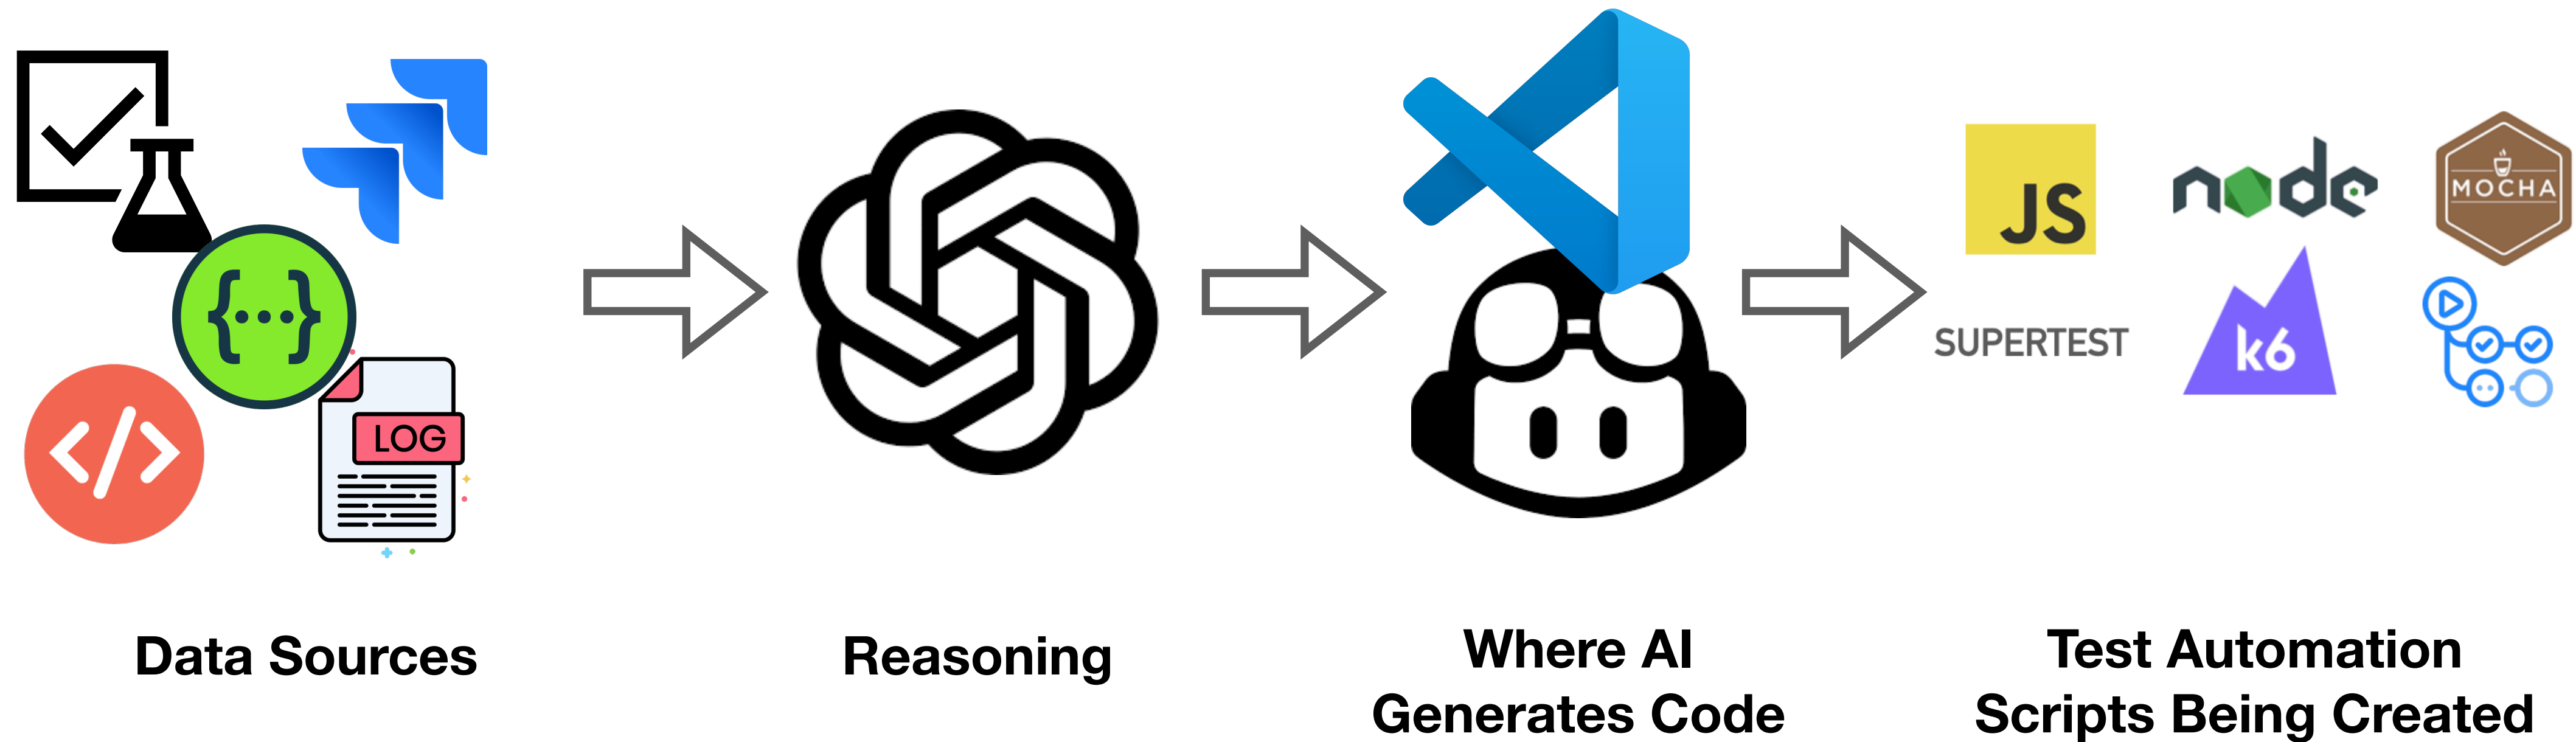 LOG
JS
node
MOCHA
SUPERTEST
k6
Data Sources
Reasoning
Where AI
Generates Code
Test Automation
Scripts Being Created